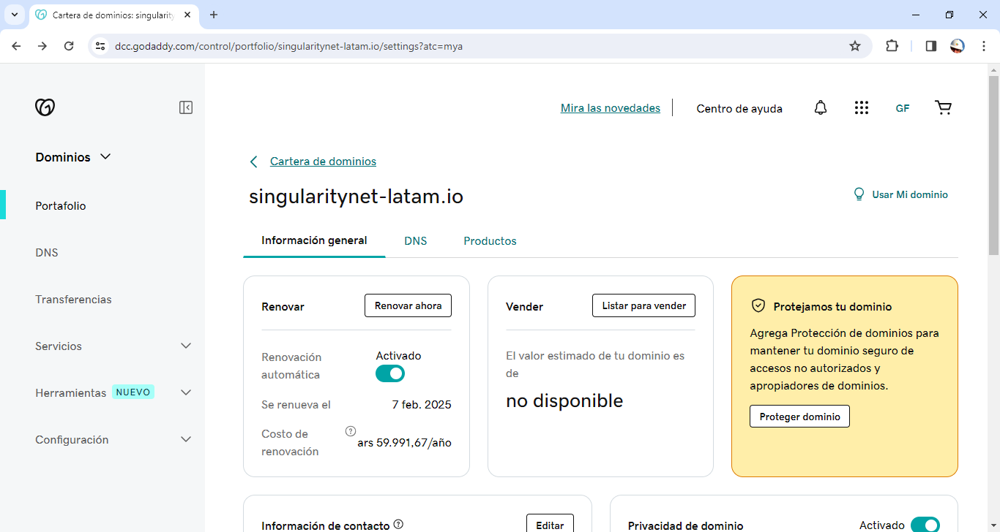 Cartera de dominios: singularity
dcc.godaddy.com/control/portfolio/singularitynet-latam.io/settings?atc=mya
Mira las novedades
Centro de ayuda
GF
Dominios
Portafolio
DNS
Transferencias
Servicios
Herramientas NUEVO
Configuración
Cartera de dominios
singularitynet-latam.io
Usar Mi dominio
Información general
DNS
Productos
Renovar
Renovar ahora
Renovación
automática
Activado
Se renueva el
7 feb. 2025
Costo de
renovación
?
ars 59.991,67/año
Vender
Listar para vender
El valor estimado de tu dominio es
de
no disponible
Protejamos tu dominio
Agrega Protección de dominios para
mantener tu dominio seguro de
accesos no autorizados y
apropiadores de dominios.
Proteger dominio
Información de contacto ?
Editar
Privacidad de dominio
Activado